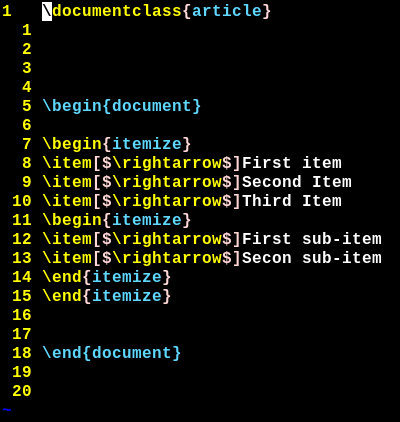 1 \documentclass{article}
1
2
3
4
5 \begin{document}
6
7 \begin{itemize}
8 \item[$\rightarrow$]First item
9 \item[$\rightarrow$]Second Item
10 \item[$\rightarrow$]Third Item
11 \begin{itemize}
12 \item[$\rightarrow$]First sub-item
13 \item[$\rightarrow$]Secon sub-item
14 \end{itemize}
15 \end{itemize}
16
17
18 \end{document}
19
20
~